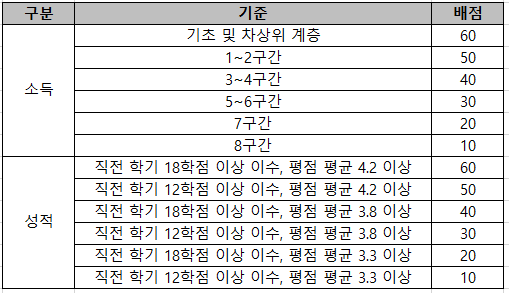 구분 기준 배점
소득
기초 및 차상위 계층 60
1~2구간 50
3~4구간 40
5~6구간 30
7구간 20
8구간 10
성적
직전 학기 18학점 이상 이수, 평점 평균 4.2 이상 60
직전 학기 12학점 이상 이수, 평점 평균 4.2 이상 50
직전 학기 18학점 이상 이수, 평점 평균 3.8 이상 40
직전 학기 12학점 이상 이수, 평점 평균 3.8 이상 30
직전 학기 18학점 이상 이수, 평점 평균 3.3 이상 20
직전 학기 12학점 이상 이수, 평점 평균 3.3 이상 10